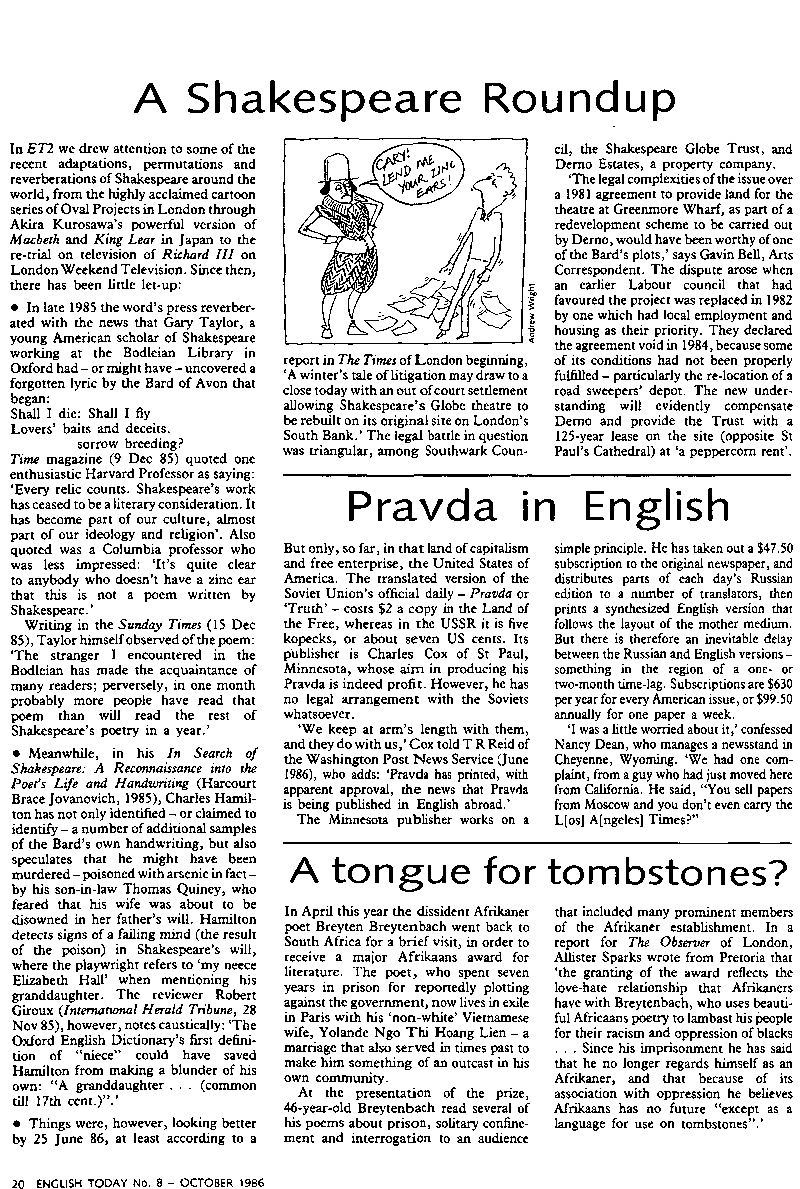 A Shakespeare Roundup
In ET2 we drew attention to some of the
recent adaptations, permutations and
reverberations of Shakespeare around the
world, from the highly acclaimed cartoon
series of Oval Projects in London through
Akira Kurosawa's powerful version of
Macbeth and King Lear in Japan to the
re-trial on television of Richard III on
London Weekend Television. Since then,
there has been little let-up:
• In late 1985 the word's press reverber-
ated with the news that Gary Taylor, a
young American scholar of Shakespeare
working at the Bodleian Library in
Oxford had – or might have – uncovered a
forgotten lyric by the Bard of Avon that
began:
Shall I die: Shall I fly
Lovers' baits and deceits.
sorrow breeding?
Time magazine (9 Dec 85) quoted one
enthusiastic Harvard Professor as saying:
'Every relic counts. Shakespeare's work
has ceased to be a literary consideration. It
has become part of our culture, almost
part of our ideology and religion'. Also
quoted was a Columbia professor who
was less impressed: 'It's quite clear
to anybody who doesn't have a zinc ear
that this is not a poem written by
Shakespeare.'
Writing in the Sunday Times (15 Dec
85), Taylor himself observed of the poem:
'The stranger I encountered in the
Bodleian has made the acquaintance of
many readers; perversely, in one month
probably more people have read that
poem than will read the rest of
Shakespeare's poetry in a year.'
• Meanwhile, in his In Search of
Shakespeare: A Reconnaissance into the
Poet's Life and Handwriting (Harcourt
Brace Jovanovich, 1985), Charles Hamil-
ton has not only identified – or claimed to
identify – a number of additional samples
of the Bard's own handwriting, but also
speculates that he might have been
murdered – poisoned with arsenic in fact –
by his son-in-law Thomas Quiney, who
feared that his wife was about to be
disowned in her father's will. Hamilton
detects signs of a failing mind (the result
of the poison) in Shakespeare's will,
where the playwright refers to 'my neece
Elizabeth Hall' when mentioning his
granddaughter. The reviewer Robert
Giroux (International Herald Tribune, 28
Nov 85), however, notes caustically: 'The
Oxford English Dictionary's first defini-
tion of "niece" could have saved
Hamilton from making a blunder of his
own: "A granddaughter . . . (common
till 17th cent.)".'
• Things were, however, looking better
by 25 June 86, at least according to a
GARY!
LEND ME
YOUR ZINC
EARS!
Andrew Wright
report in The Times of London beginning,
'A winter's tale of litigation may draw to a
close today with an out of court settlement
allowing Shakespeare's Globe theatre to
be rebuilt on its original site on London's
South Bank.' The legal battle in question
was triangular, among Southwark Coun-
cil, the Shakespeare Globe Trust, and
Demo Estates, a property company.
'The legal complexities of the issue over
a 1981 agreement to provide land for the
theatre at Greenmore Wharf, as part of a
redevelopment scheme to be carried out
by Derno, would have been worthy of one
of the Bard's plots,' says Gavin Bell, Arts
Correspondent. The dispute arose when
an earlier Labour council that had
favoured the project was replaced in 1982
by one which had local employment and
housing as their priority. They declared
the agreement void in 1984, because some
of its conditions had not been properly
fulfilled – particularly the re-location of a
road sweepers' depot. The new under-
standing will evidently compensate
Demo and provide the Trust with a
125-year lease on the site (opposite St
Paul's Cathedral) at 'a peppercorn rent'.
Pravda in English
But only, so far, in that land of capitalism
and free enterprise, the United States of
America. The translated version of the
Soviet Union's official daily – Pravda or
'Truth' – costs $2 a copy in the Land of
the Free, whereas in the USSR it is five
kopecks, or about seven US cents. Its
publisher is Charles Cox of St Paul,
Minnesota, whose aim in producing his
Pravda is indeed profit. However, he has
no legal arrangement with the Soviets
whatsoever.
'We keep at arm's length with them,
and they do with us,' Cox told T R Reid of
the Washington Post News Service (June
1986), who adds: 'Pravda has printed, with
apparent approval, the news that Pravda
is being published in English abroad.'
The Minnesota publisher works on a
simple principle. He has taken out a $47.50
subscription to the original newspaper, and
distributes parts of each day's Russian
edition to a number of translators, then
prints a synthesized English version that
follows the layout of the mother medium.
But there is therefore an inevitable delay
between the Russian and English versions –
something in the region of a one- or
two-month time-lag. Subscriptions are $630
per year for every American issue, or $99.50
annually for one paper a week.
'I was a little worried about it,' confessed
Nancy Dean, who manages a newsstand in
Cheyenne, Wyoming. 'We had one com-
plaint, from a guy who had just moved here
from California. He said, "You sell papers
from Moscow and you don't even carry the
L[os] A[ngeles] Times?"
A tongue for tombstones?
In April this year the dissident Afrikaner
poet Breyten Breytenbach went back to
South Africa for a brief visit, in order to
receive a major Afrikaans award for
literature. The poet, who spent seven
years in prison for reportedly plotting
against the government, now lives in exile
in Paris with his 'non-white' Vietnamese
wife, Yolande Ngo Thi Hoang Lien – a
marriage that also served in times past to
make him something of an outcast in his
own community.
At the presentation of the prize,
46-year-old Breytenbach read several of
his poems about prison, solitary confine-
ment and interrogation to an audience
that included many prominent members
of the Afrikaner establishment. In a
report for The Observer of London,
Allister Sparks wrote from Pretoria that
'the granting of the award reflects the
love-hate relationship that Afrikaners
have with Breytenbach, who uses beauti-
ful Africaans poetry to lambast his people
for their racism and oppression of blacks
. . . Since his imprisonment he has said
that he no longer regards himself as an
Afrikaner, and that because of its
association with oppression he believes
Afrikaans has no future "except as a
language for use on tombstones".'
20 ENGLISH TODAY No. 8 – OCTOBER 1986